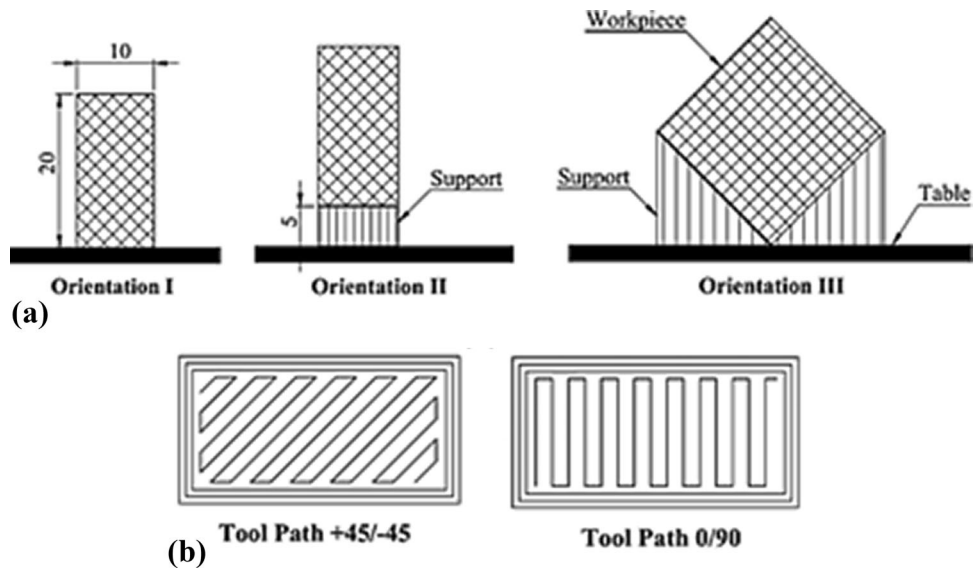 10
20
Orientation I
5
Support
Orientation II
Workpiece
Support
Table
Orientation III
(a)
Tool Path +45/-45
Tool Path 0/90
(b)